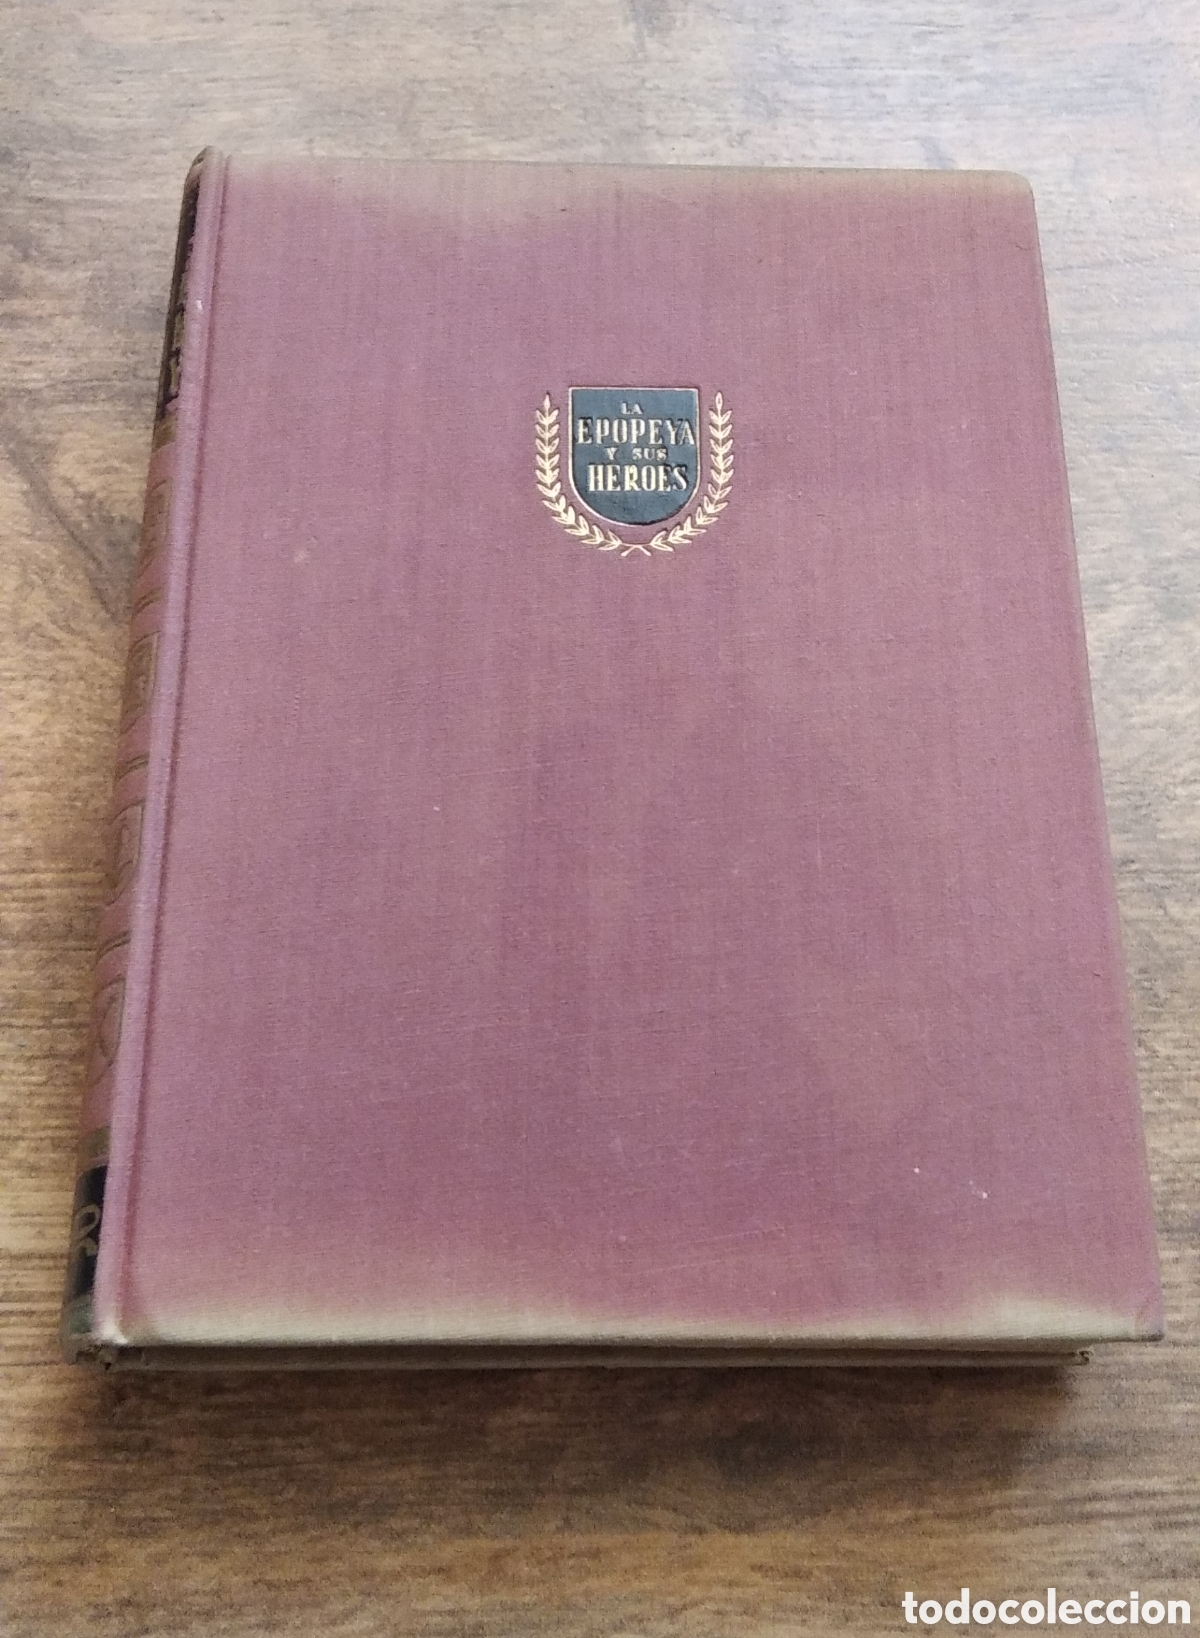 LA
EPOPEYA
Y SUS
HEROES
todocoleccion